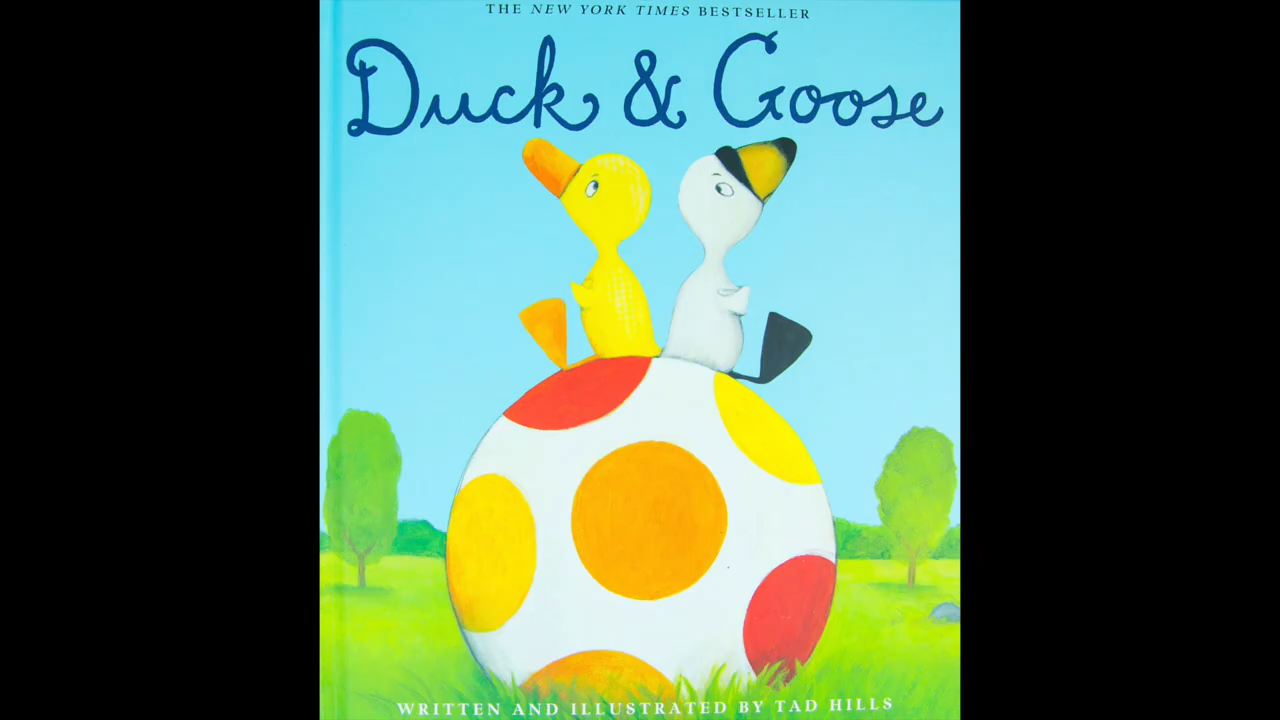 THE NEW YORK TIMES BESTSELLER
Duck & Goose
WRITTEN AND ILLUSTRATED BY TAD HILLS